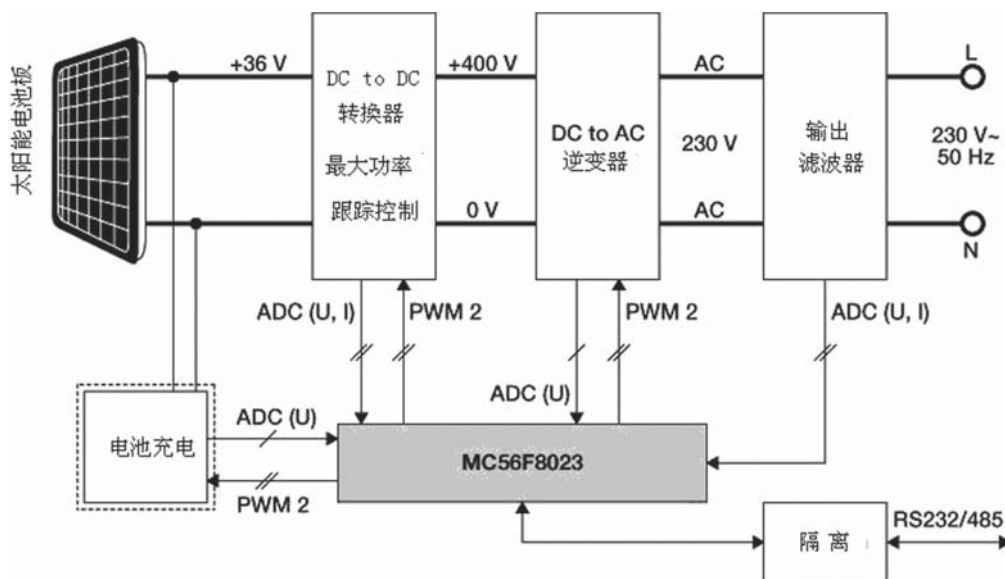 太阳能电池板
+36 V
DC to DC
转换器
最大功率
跟踪控制
+400 V
0 V
DC to AC
逆变器
AC
230 V
AC
输出
滤波器
L
230 V~
50 Hz
N
ADC (U, I)
PWM 2
ADC (U)
PWM 2
ADC (U, I)
电池充电
ADC (U)
PWM 2
MC56F8023
隔离
RS232/485